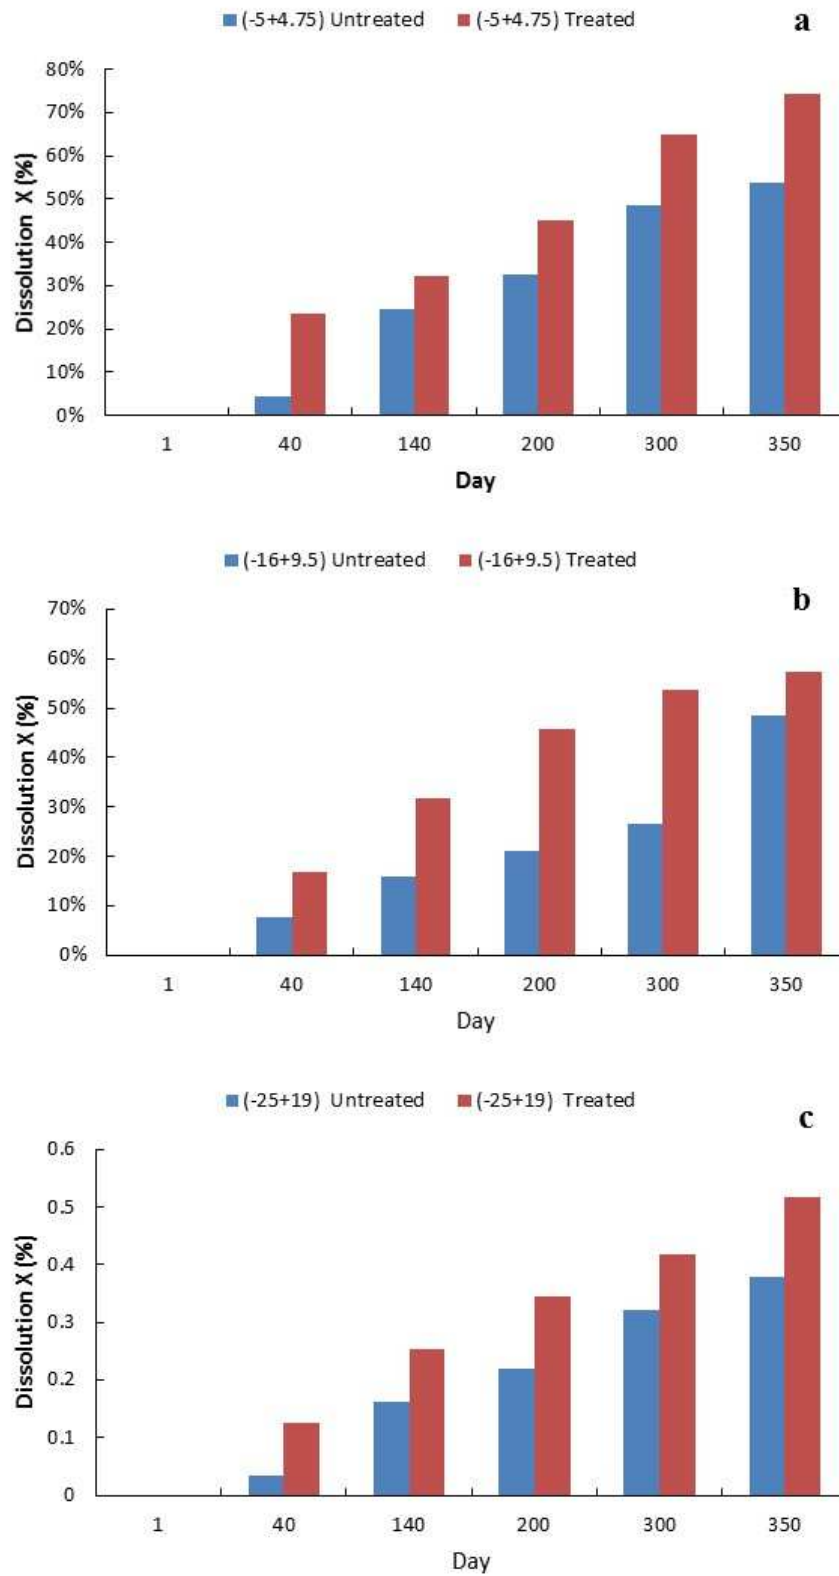 (-5+4.75) Untreated (-5+4.75) Treated
a
80%
70%
60%
50%
40%
30%
20%
10%
0%
Dissolution X (%)
1 40 140 200 300 350
Day
(-16+9.5) Untreated (-16+9.5) Treated
b
70%
60%
50%
40%
30%
20%
10%
0%
Dissolution X (%)
1 40 140 200 300 350
Day
(-25+19) Untreated (-25+19) Treated
c
0.6
0.5
0.4
0.3
0.2
0.1
0
Dissolution X (%)
1 40 140 200 300 350
Day